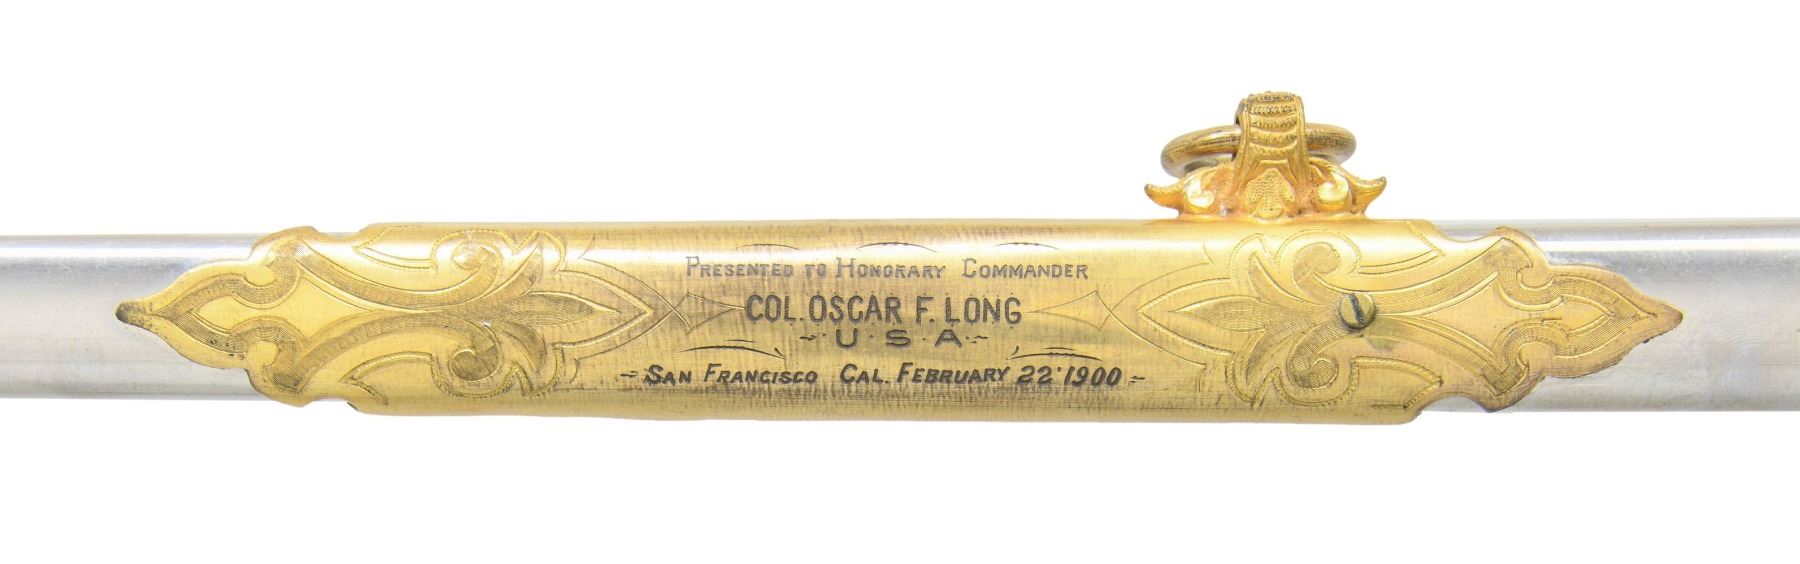 PRESENTED TO HONORARY COMMANDER
COL. OSCAR F. LONG
U·S·A
SAN FRANCISCO CAL. FEBRUARY 22' 1900